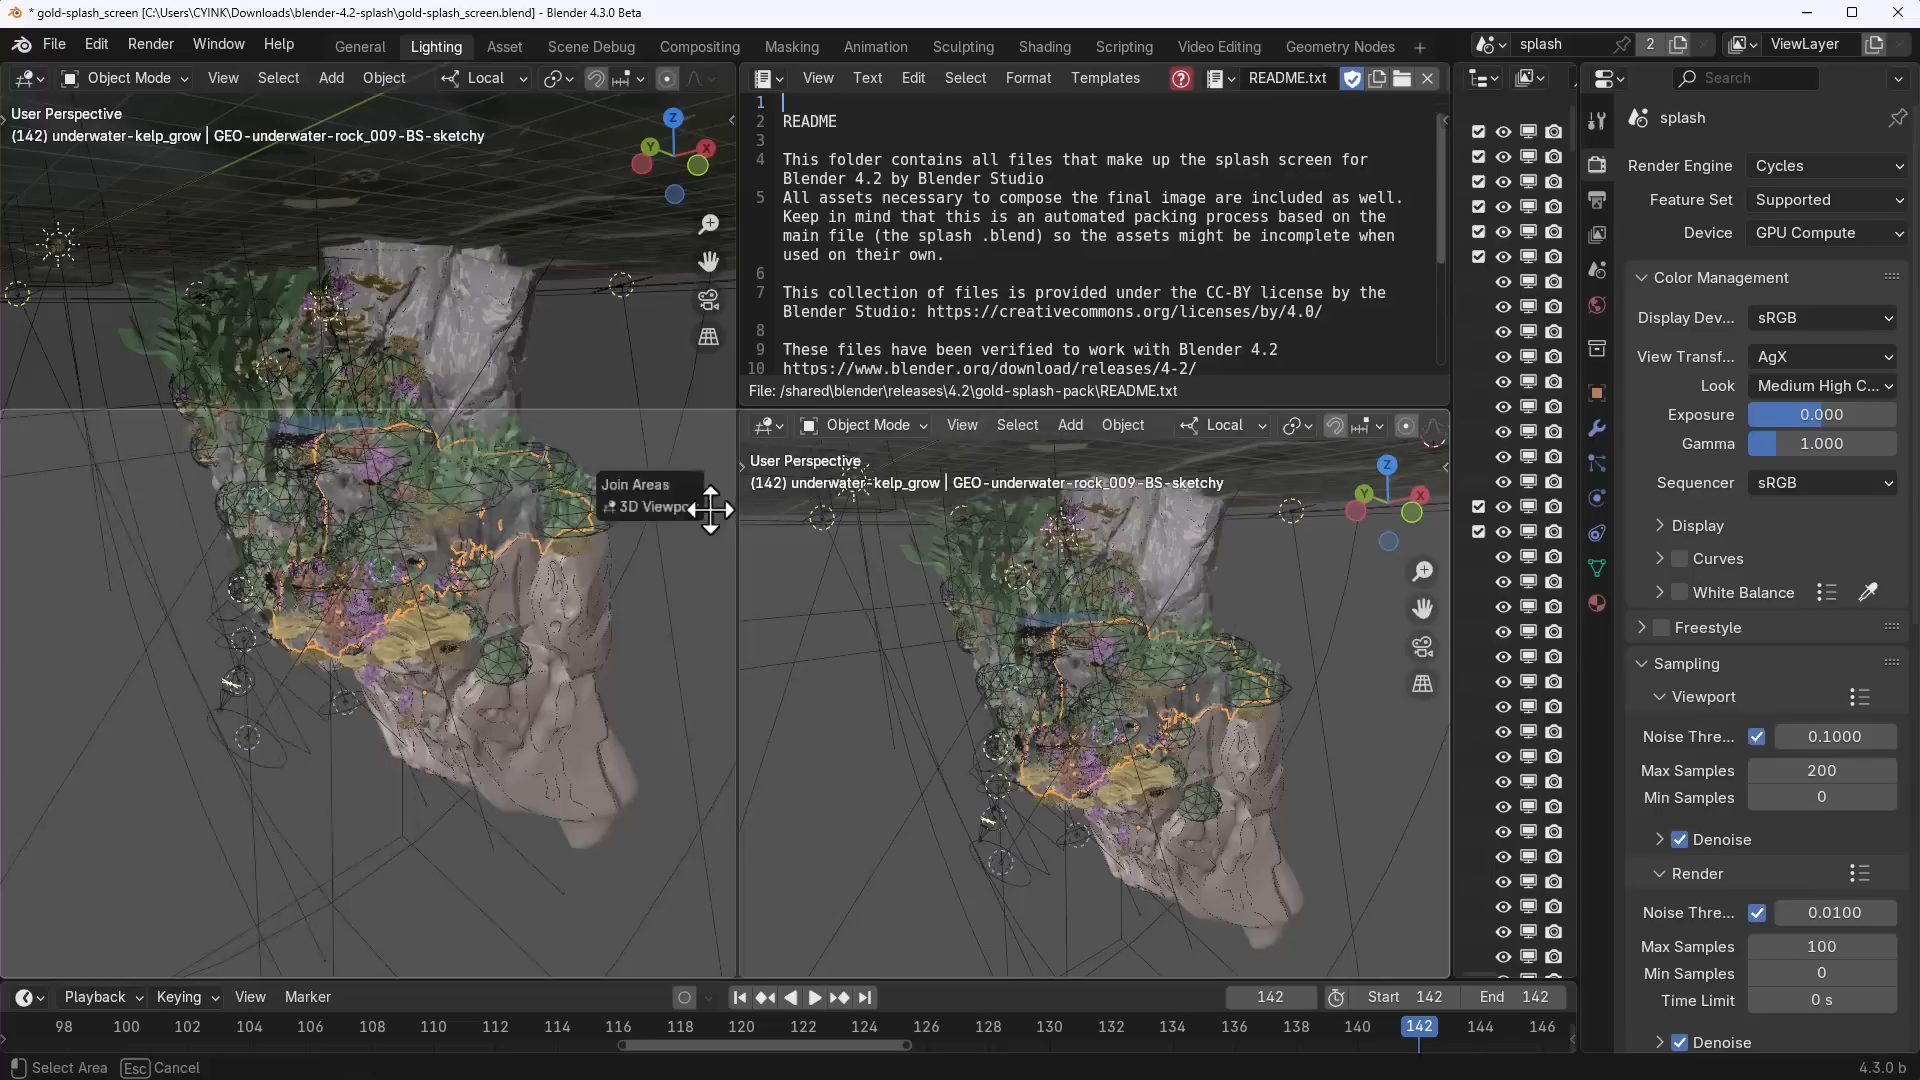 * gold-splash_screen [C:\Users\CYINK\Downloads\blender-4.2-splash\gold-splash_screen.blend] - Blender 4.3.0 Beta
File Edit Render Window Help General Lighting Asset Scene Debug Compositing Masking Animation Sculpting Shading Scripting Video Editing Geometry Nodes splash 2 ViewLayer
Object Mode View Select Add Object Local
View Text Edit Select Format Templates README.txt
Search
User Perspective
(142) underwater-kelp_grow | GEO-underwater-rock_009-BS-sketchy
Z
Y
X
1
2 README
3
4 This folder contains all files that make up the splash screen for
Blender 4.2 by Blender Studio
5 All assets necessary to compose the final image are included as well.
Keep in mind that this is an automated packing process based on the
main file (the splash .blend) so the assets might be incomplete when
used on their own.
6
7 This collection of files is provided under the CC-BY license by the
Blender Studio: https://creativecommons.org/licenses/by/4.0/
8
9 These files have been verified to work with Blender 4.2
10 https://www.blender.org/download/releases/4-2/
File: /shared\blender\releases\4.2\gold-splash-pack\README.txt
Object Mode View Select Add Object Local
User Perspective
(142) underwater-kelp_grow | GEO-underwater-rock_009-BS-sketchy
Z
Y
X
Join Areas
3D Viewpo
splash
Render Engine Cycles
Feature Set Supported
Device GPU Compute
Color Management
Display Dev... sRGB
View Transf... AgX
Look Medium High C...
Exposure 0.000
Gamma 1.000
Sequencer sRGB
Display
Curves
White Balance
Freestyle
Sampling
Viewport
Noise Thre... 0.1000
Max Samples 200
Min Samples 0
Denoise
Render
Noise Thre... 0.0100
Max Samples 100
Min Samples 0
Time Limit 0 s
Denoise
Playback Keying View Marker 142 Start 142 End 142
98 100 102 104 106 108 110 112 114 116 118 120 122 124 126 128 130 132 134 136 138 140 142 144 146
Select Area Esc Cancel 4.3.0 b